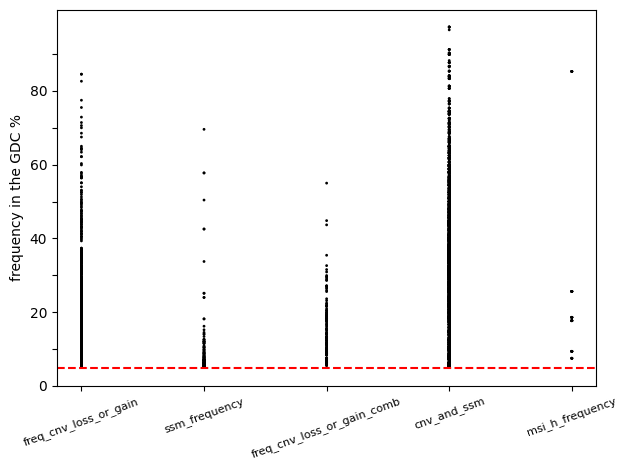 frequency in the GDC %
80
60
40
20
0
freq_cnv_loss_or_gain
ssm_frequency
freq_cnv_loss_or_gain_comb
cnv_and_ssm
msi_h_frequency